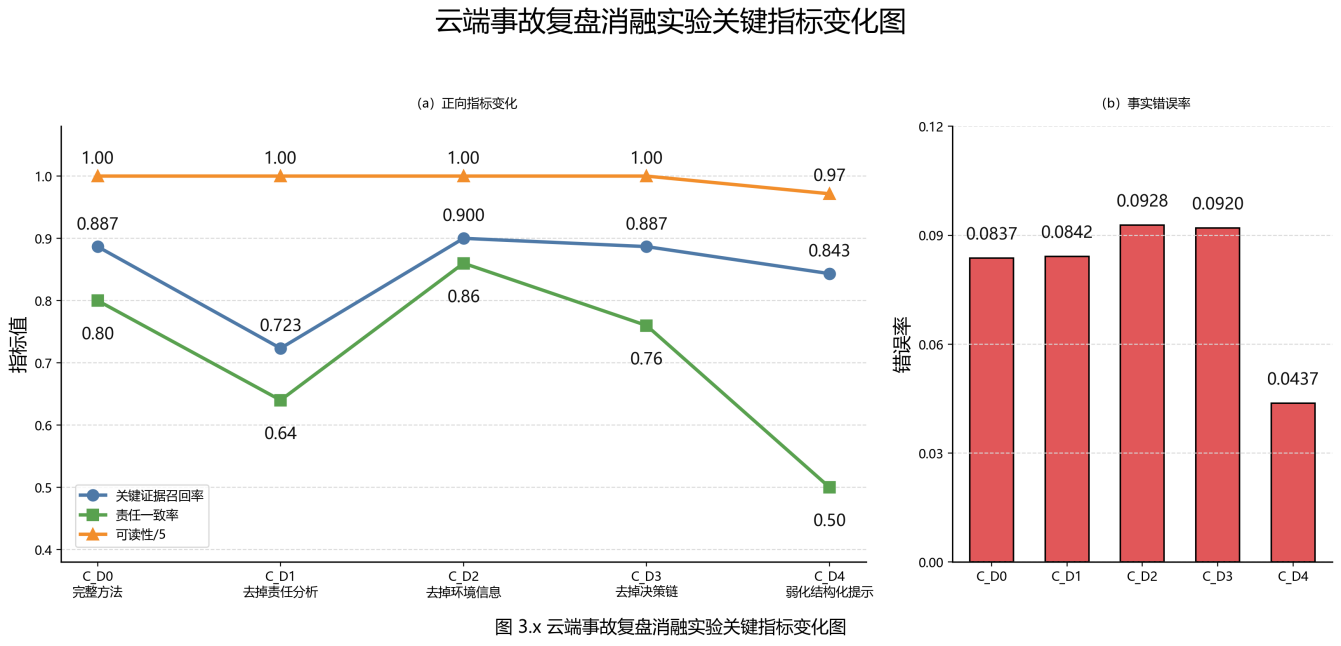 云端事故复盘消融实验关键指标变化图
（a）正向指标变化
指标值
1.0
0.9
0.8
0.7
0.6
0.5
0.4
1.00
1.00
1.00
1.00
0.97
0.887
0.723
0.900
0.887
0.843
0.80
0.64
0.86
0.76
0.50
关键证据召回率
责任一致率
可读性/5
C_D0
完整方法
C_D1
去掉责任分析
C_D2
去掉环境信息
C_D3
去掉决策链
C_D4
弱化结构化提示
（b）事实错误率
错误率
0.12
0.09
0.06
0.03
0.00
0.0837
0.0842
0.0928
0.0920
0.0437
C_D0
C_D1
C_D2
C_D3
C_D4
图 3.x 云端事故复盘消融实验关键指标变化图